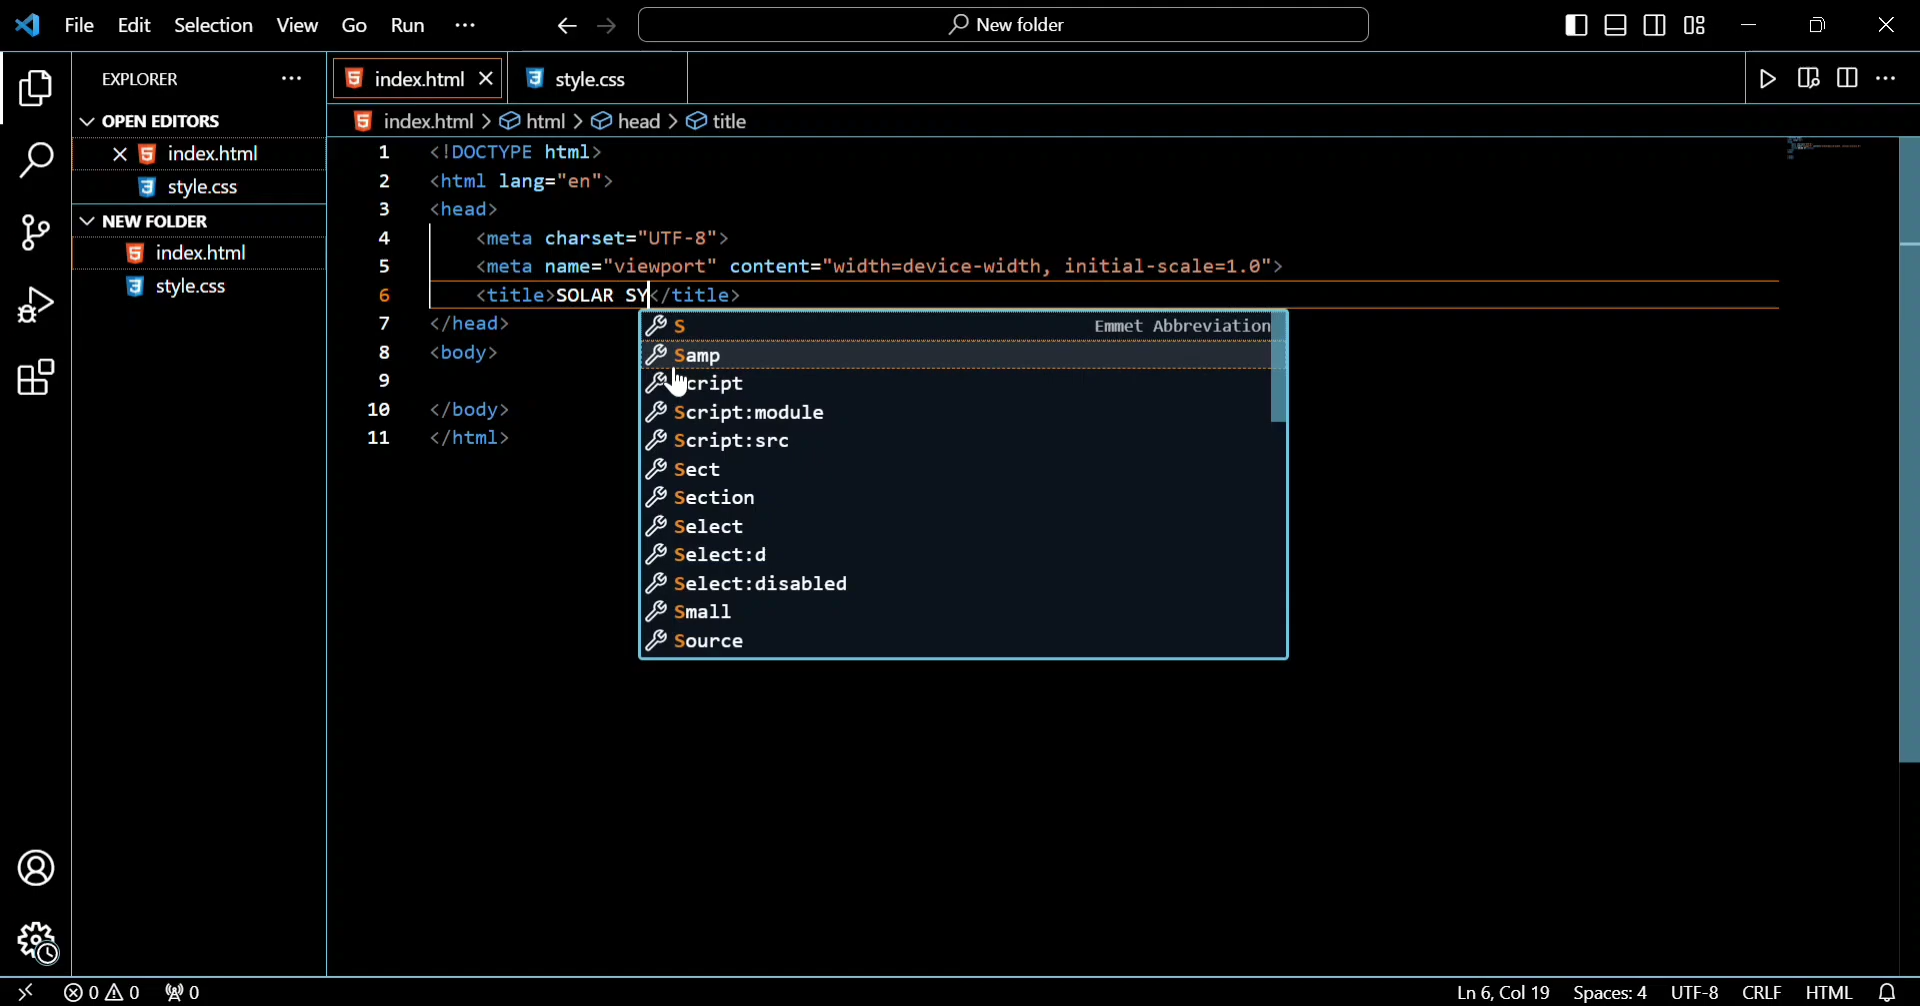 File Edit Selection View Go Run ··· New folder
EXPLORER ···
OPEN EDITORS
index.html
style.css
NEW FOLDER
index.html
style.css
index.html style.css
index.html > html > head > title
1 <!DOCTYPE html>
2 <html lang="en">
3 <head>
4 <meta charset="UTF-8">
5 <meta name="viewport" content="width=device-width, initial-scale=1.0">
6 <title>SOLAR SY</title>
7 </head>
8 <body>
9
10 </body>
11 </html>
S Emmet Abbreviation
Samp
Script
Script:module
Script:src
Sect
Section
Select
Select:d
Select:disabled
Small
Source
0 0 0 Ln 6, Col 19 Spaces: 4 UTF-8 CRLF HTML